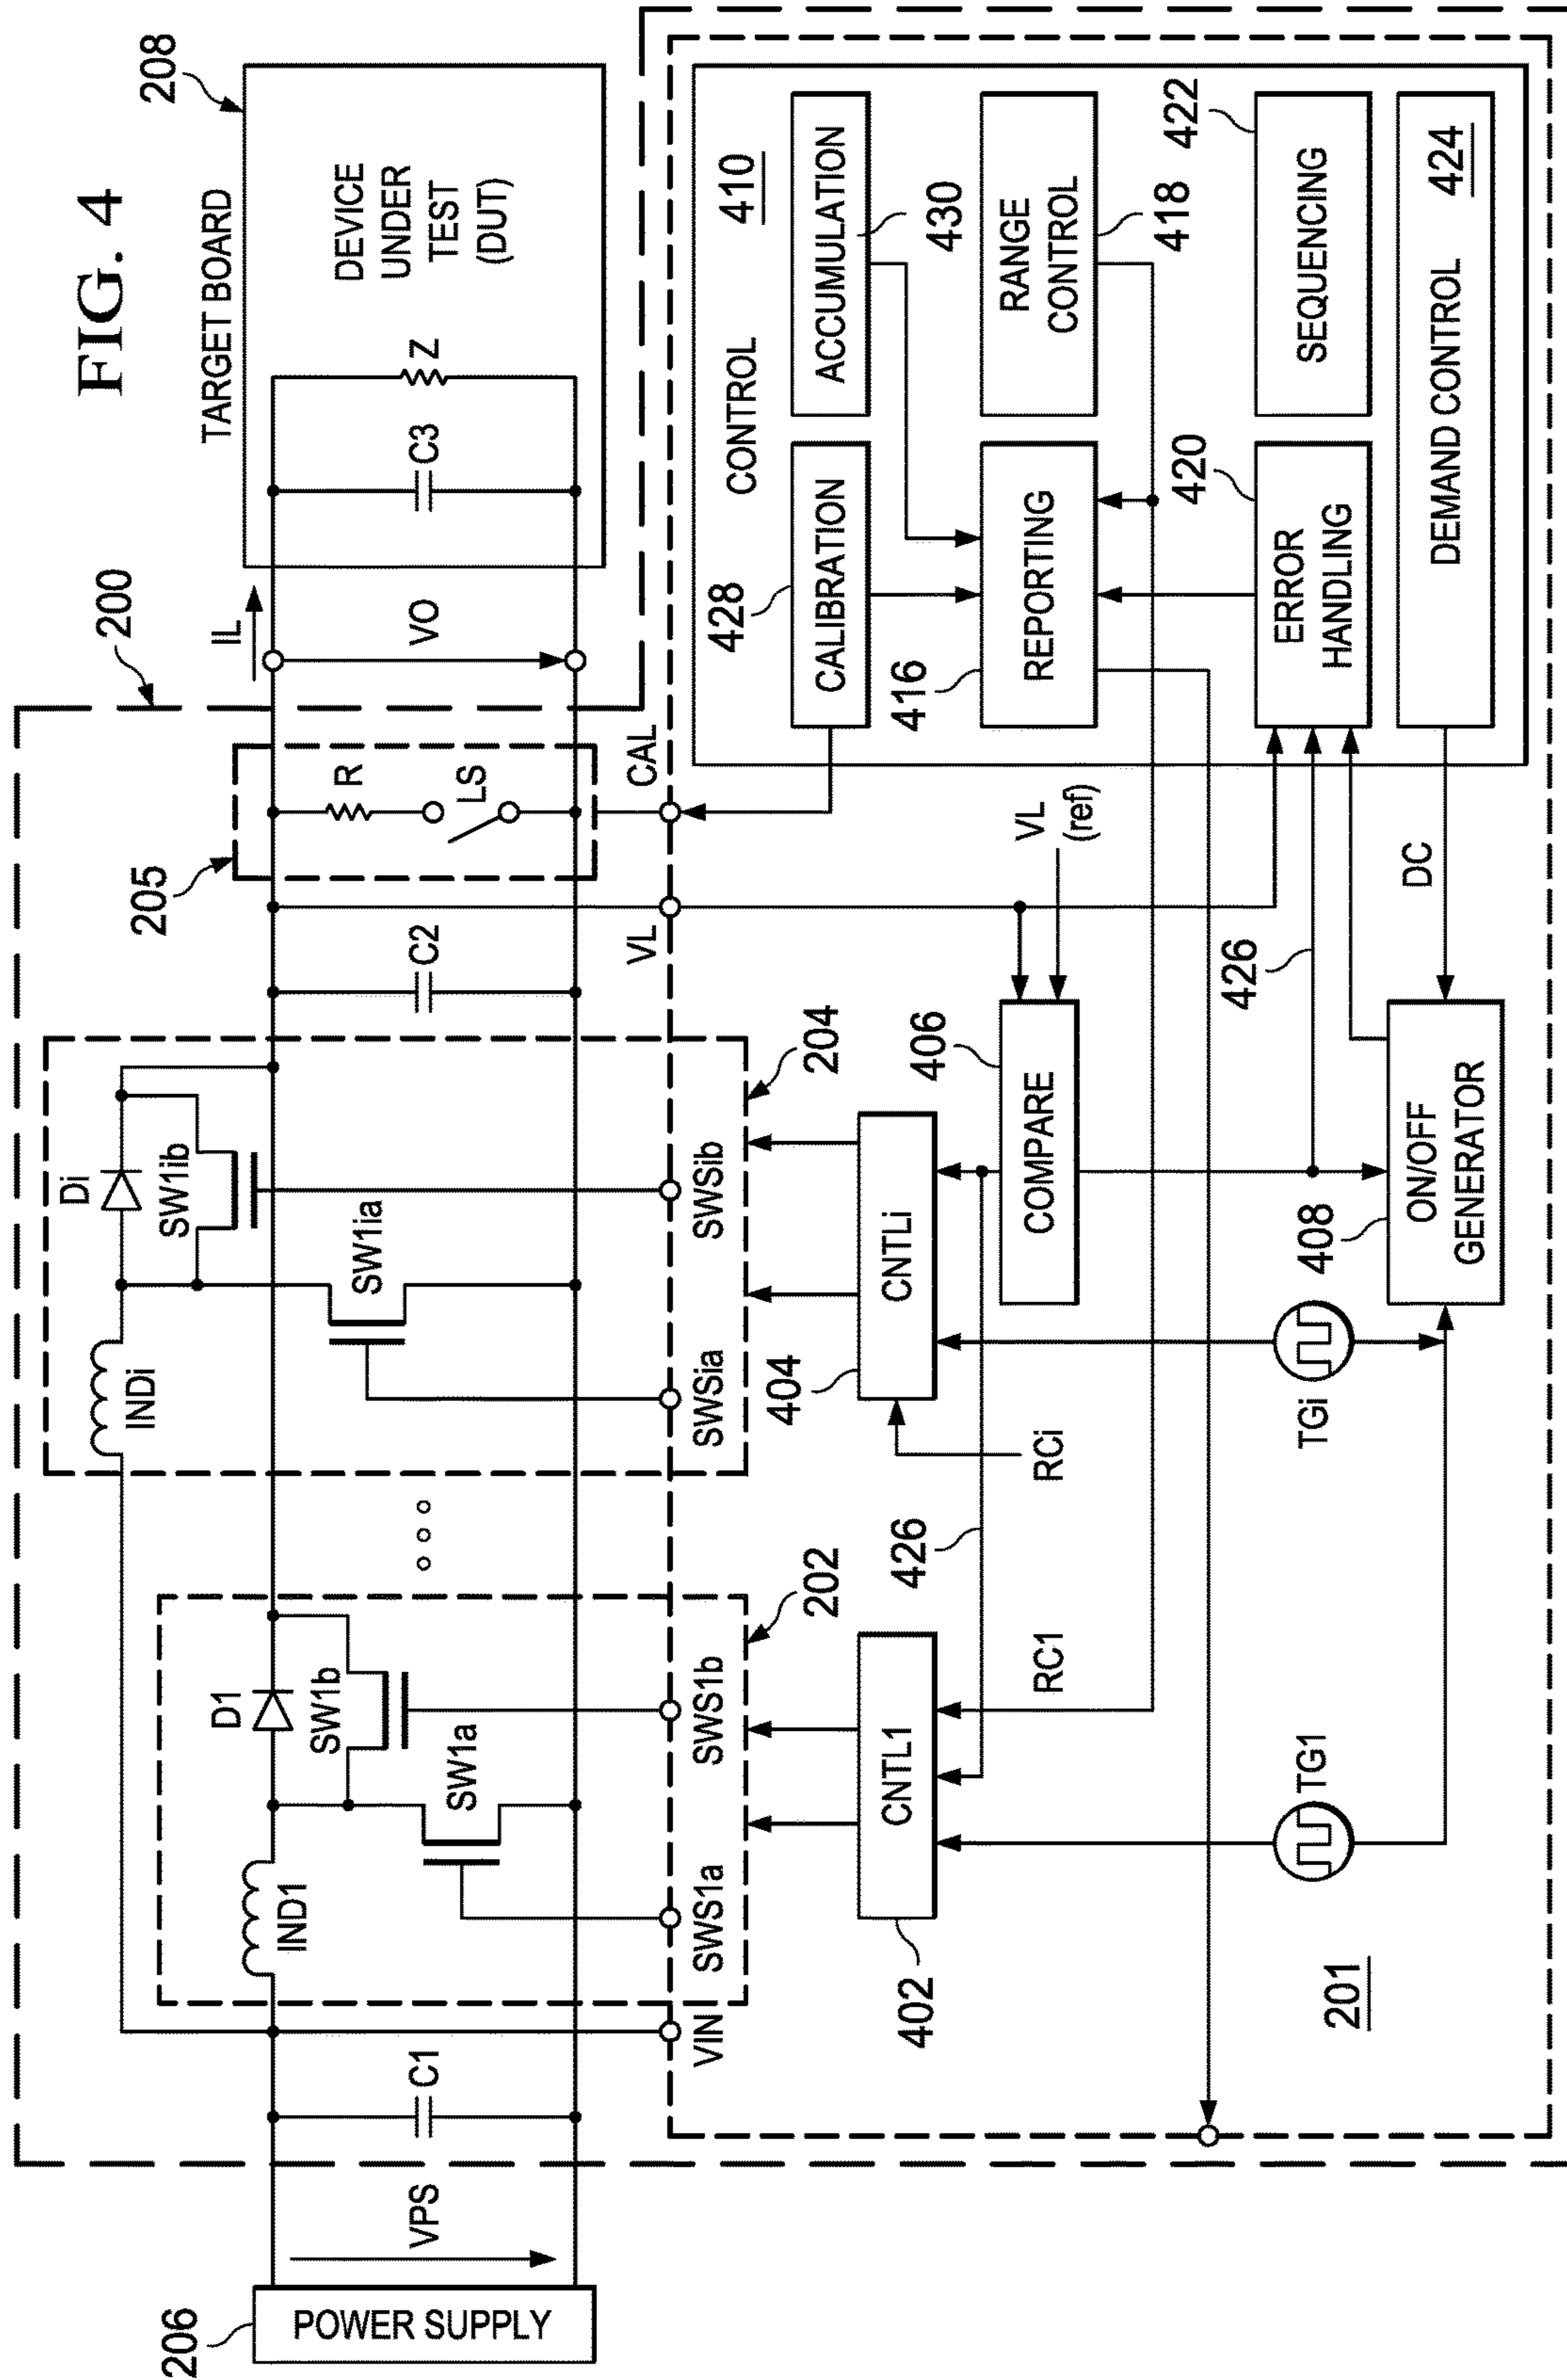 FIG. 4
200
208
TARGET BOARD
DEVICE
UNDER
TEST
(DUT)
Z
C3
IL
VO
206
POWER SUPPLY
VPS
C1
VIN
IND1
D1
SW1b
SW1a
SWS1a
SWS1b
202
INDi
Di
SW1ib
SW1ia
SWSia
SWSib
204
C2
VL
205
R
LS
CAL
CNTL1
402
CNTLi
404
RCi
RC1
426
COMPARE
406
VL
(ref)
TG1
TGi
ON/OFF
GENERATOR
408
426
DC
201
CONTROL
410
428
CALIBRATION
ACCUMULATION
430
416
REPORTING
RANGE
CONTROL
418
420
ERROR
HANDLING
SEQUENCING
422
DEMAND CONTROL
424